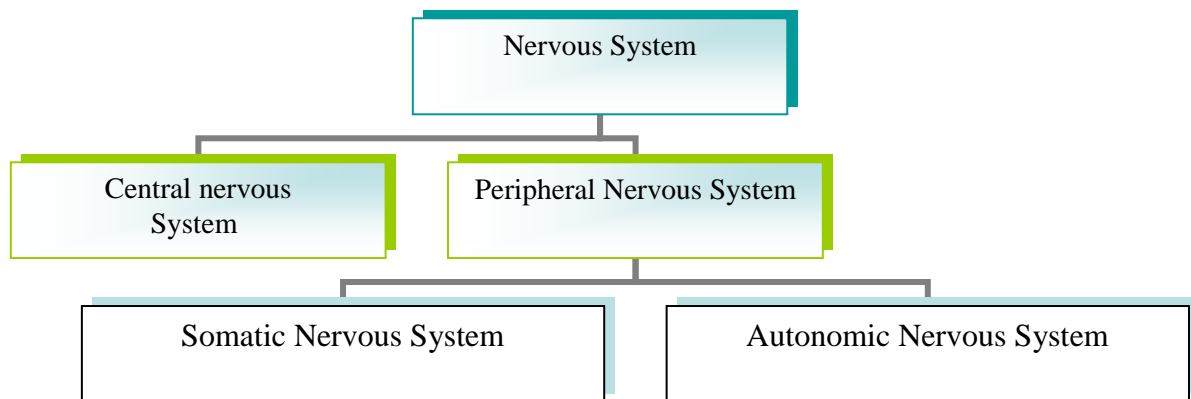 Nervous System
Central nervous
System
Peripheral Nervous System
Somatic Nervous System
Autonomic Nervous System